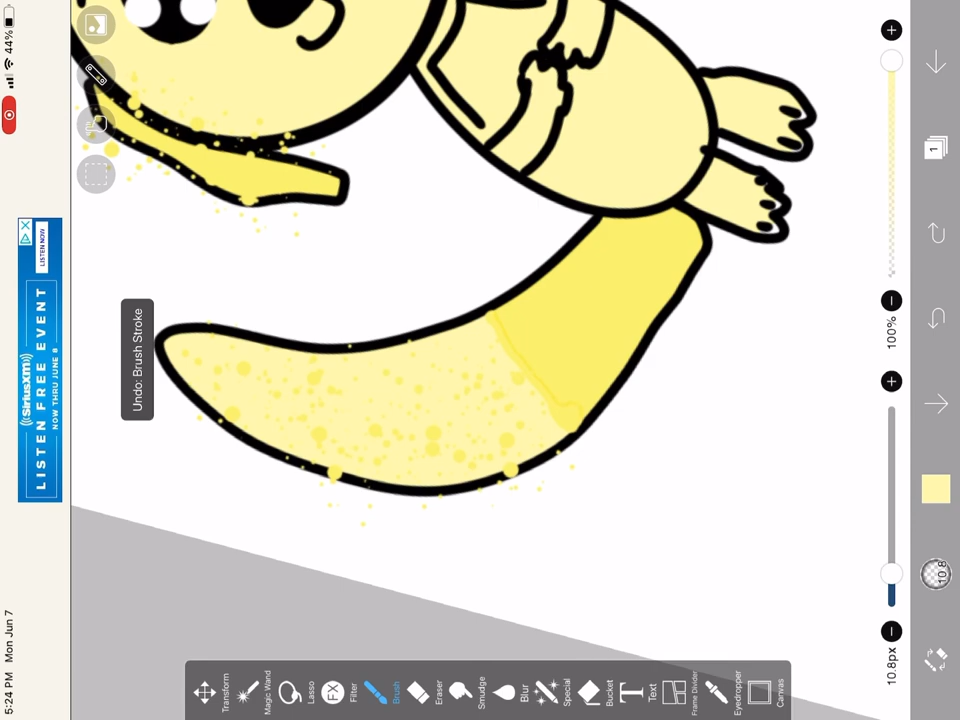 5:24 PM Mon Jun 7
44%
((SiriusXM))
LISTEN FREE EVENT
NOW THRU JUNE 8
LISTEN NOW
Undo: Brush Stroke
Transform
Magic Wand
Lasso
FX
Filter
Brush
Eraser
Smudge
Blur
Special
Bucket
T
Text
Frame Divider
Eyedropper
Canvas
10.8px
100%
10.8
1